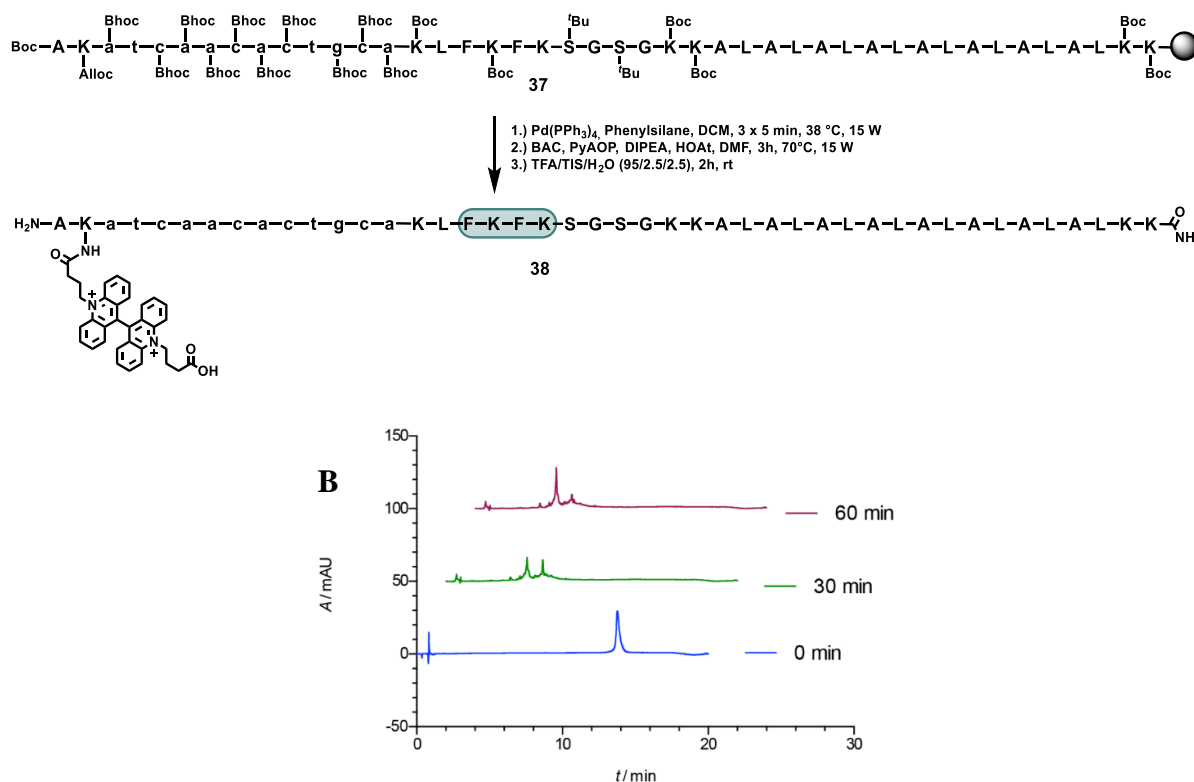 Bhoc Bhoc Bhoc Bhoc Bhoc Boc ᵗBu Boc Boc
Boc A K a t c a a c a c t g c a K L F K F K S G S G K K A L A L A L A L A L A L A L A L K K
Alloc Bhoc Bhoc Bhoc Bhoc Bhoc Boc ᵗBu Boc Boc
37
1.) Pd(PPh₃)₄, Phenylsilane, DCM, 3 x 5 min, 38 °C, 15 W
2.) BAC, PyAOP, DIPEA, HOAt, DMF, 3h, 70°C, 15 W
3.) TFA/TIS/H₂O (95/2.5/2.5), 2h, rt
H₂N A K a t c a a c a c t g c a K L F K F K S G S G K K A L A L A L A L A L A L A L A L K K O
NH
NH
O
38
N+
N+
O
OH
B
150
100
50
0
-50
A / mAU
60 min
30 min
0 min
0 10 20 30
t / min